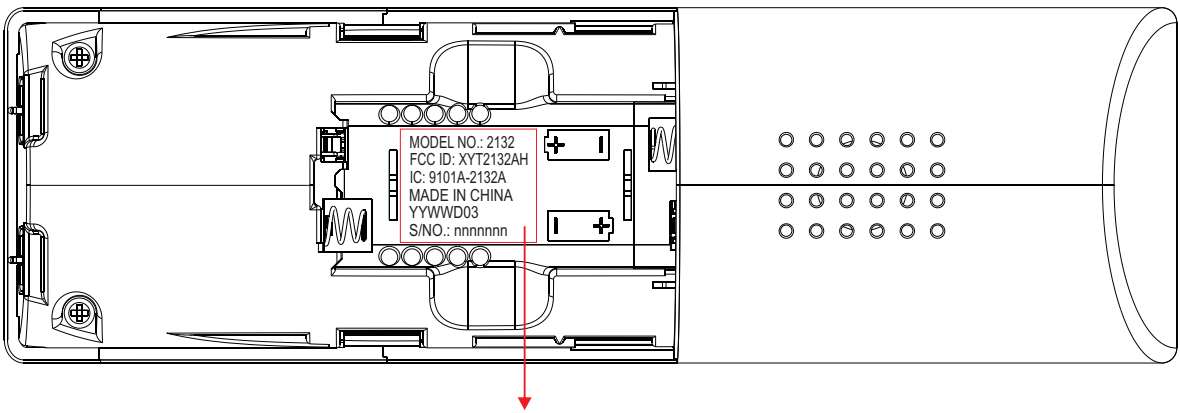 MODEL NO.: 2132
FCC ID: XYT2132AH
IC: 9101A-2132A
MADE IN CHINA
YYWWD03
S/NO.: nnnnnnn